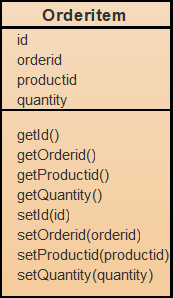 Orderitem
id
orderid
productid
quantity
getId()
getOrderid()
getProductid()
getQuantity()
setId(id)
setOrderid(orderid)
setProductid(productid)
setQuantity(quantity)